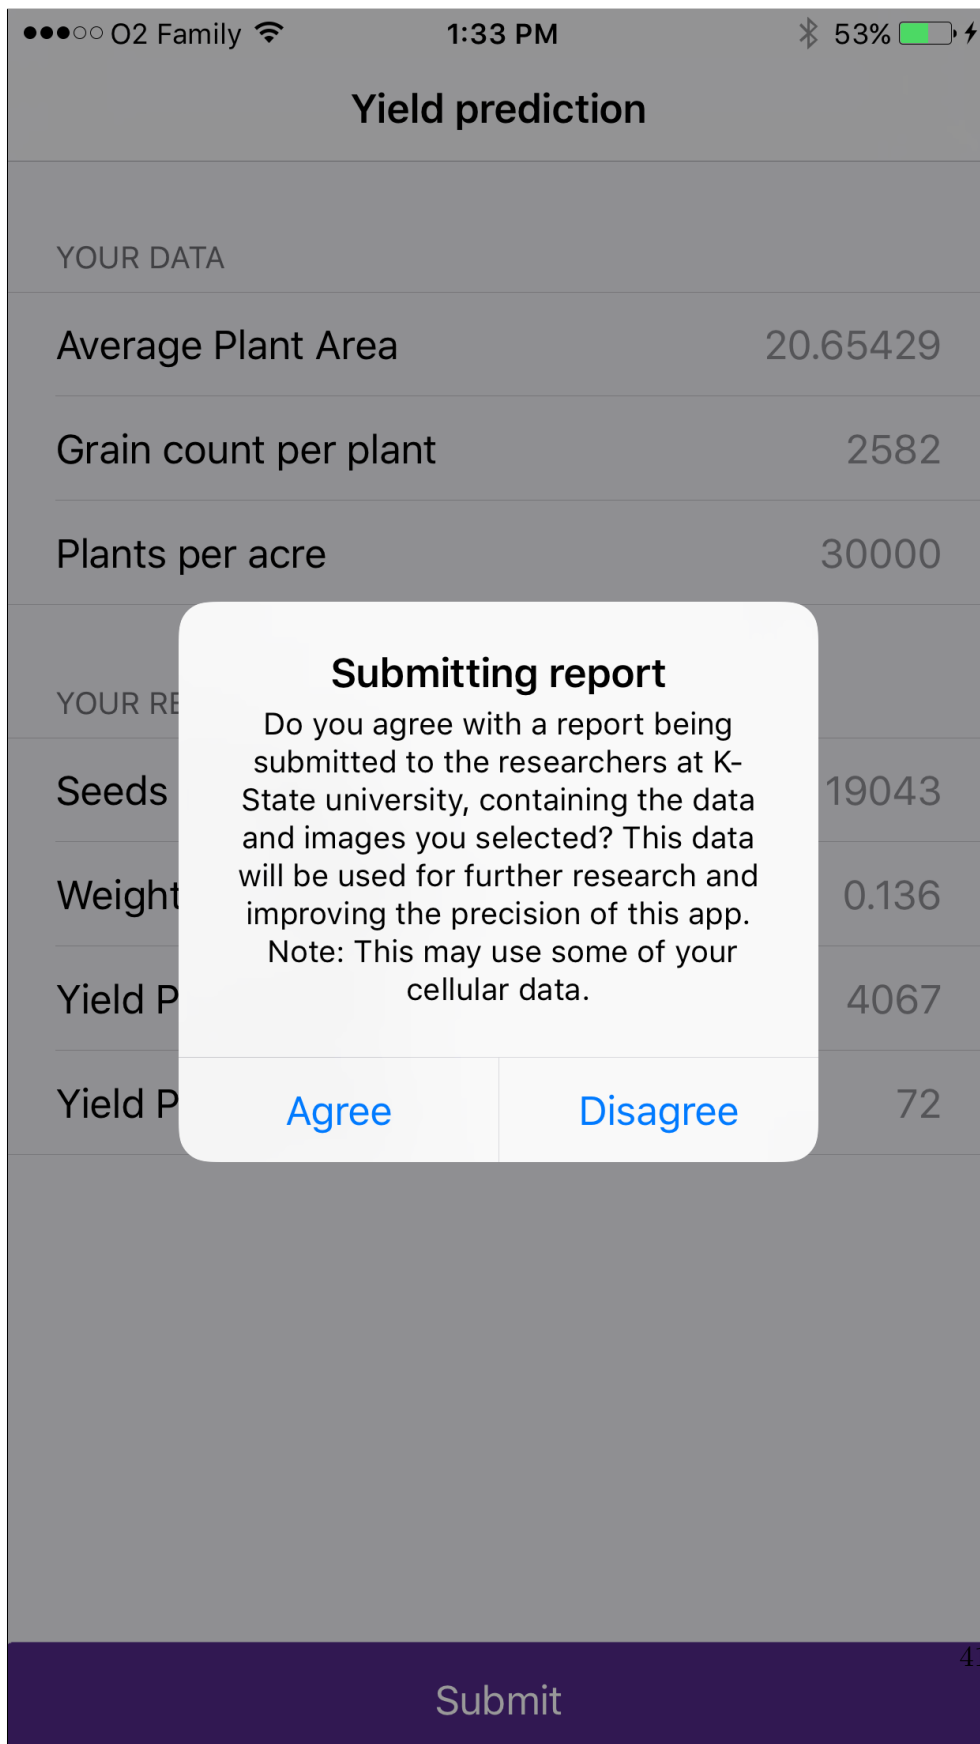 O2 Family 1:33 PM 53%
Yield prediction
YOUR DATA
Average Plant Area 20.65429
Grain count per plant 2582
Plants per acre 30000
Submitting report
Do you agree with a report being
submitted to the researchers at K-
State university, containing the data
and images you selected? This data
will be used for further research and
improving the precision of this app.
Note: This may use some of your
cellular data.
Agree Disagree
YOUR RE
Seeds 19043
Weight 0.136
Yield P 4067
Yield P 72
41
Submit